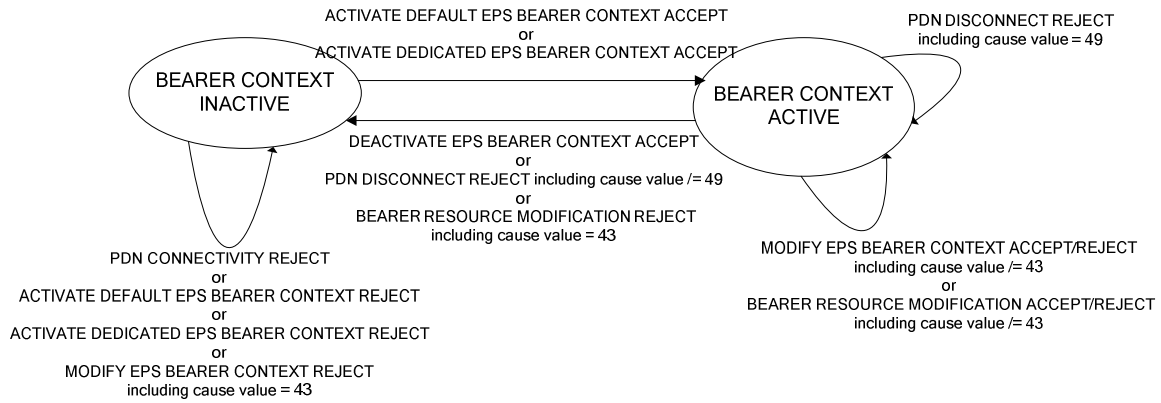 ACTIVATE DEFAULT EPS BEARER CONTEXT ACCEPT
or
ACTIVATE DEDICATED EPS BEARER CONTEXT ACCEPT
PDN DISCONNECT REJECT
including cause value = 49
BEARER CONTEXT
INACTIVE
BEARER CONTEXT
ACTIVE
DEACTIVATE EPS BEARER CONTEXT ACCEPT
or
PDN DISCONNECT REJECT including cause value /= 49
or
BEARER RESOURCE MODIFICATION REJECT
including cause value = 43
PDN CONNECTIVITY REJECT
or
ACTIVATE DEFAULT EPS BEARER CONTEXT REJECT
or
ACTIVATE DEDICATED EPS BEARER CONTEXT REJECT
or
MODIFY EPS BEARER CONTEXT REJECT
including cause value = 43
MODIFY EPS BEARER CONTEXT ACCEPT/REJECT
including cause value /= 43
or
BEARER RESOURCE MODIFICATION ACCEPT/REJECT
including cause value /= 43